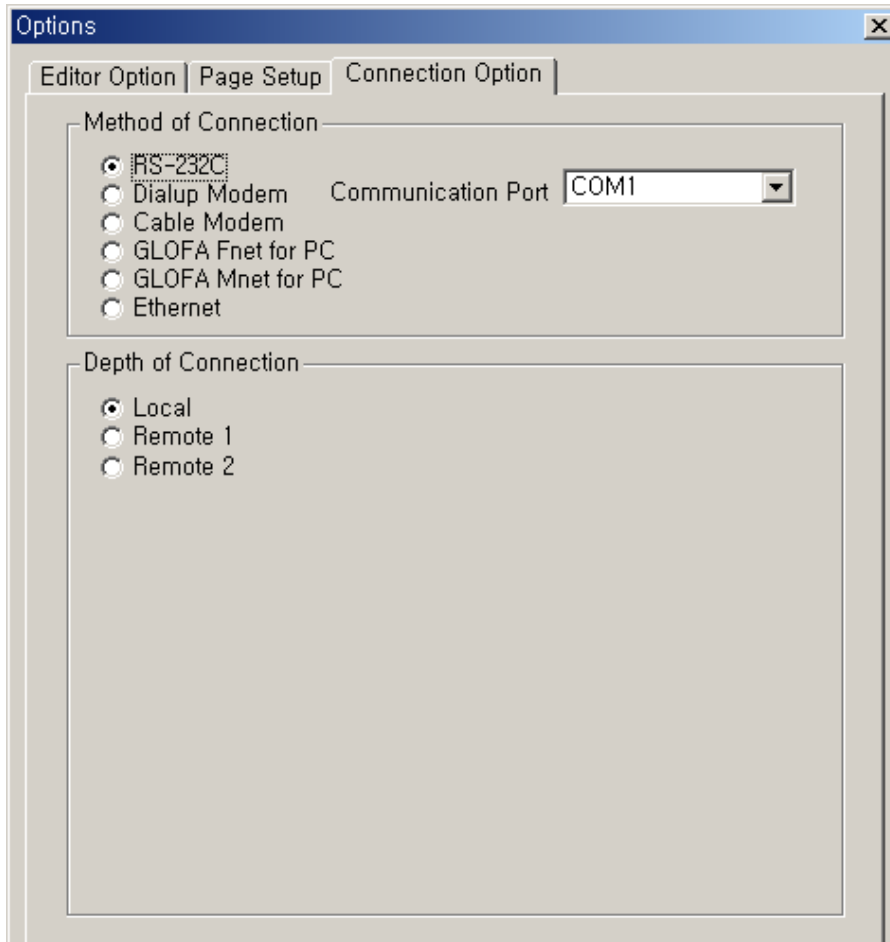 Options
Editor Option Page Setup Connection Option
Method of Connection
RS-232C
Dialup Modem Communication Port COM1
Cable Modem
GLOFA Fnet for PC
GLOFA Mnet for PC
Ethernet
Depth of Connection
Local
Remote 1
Remote 2